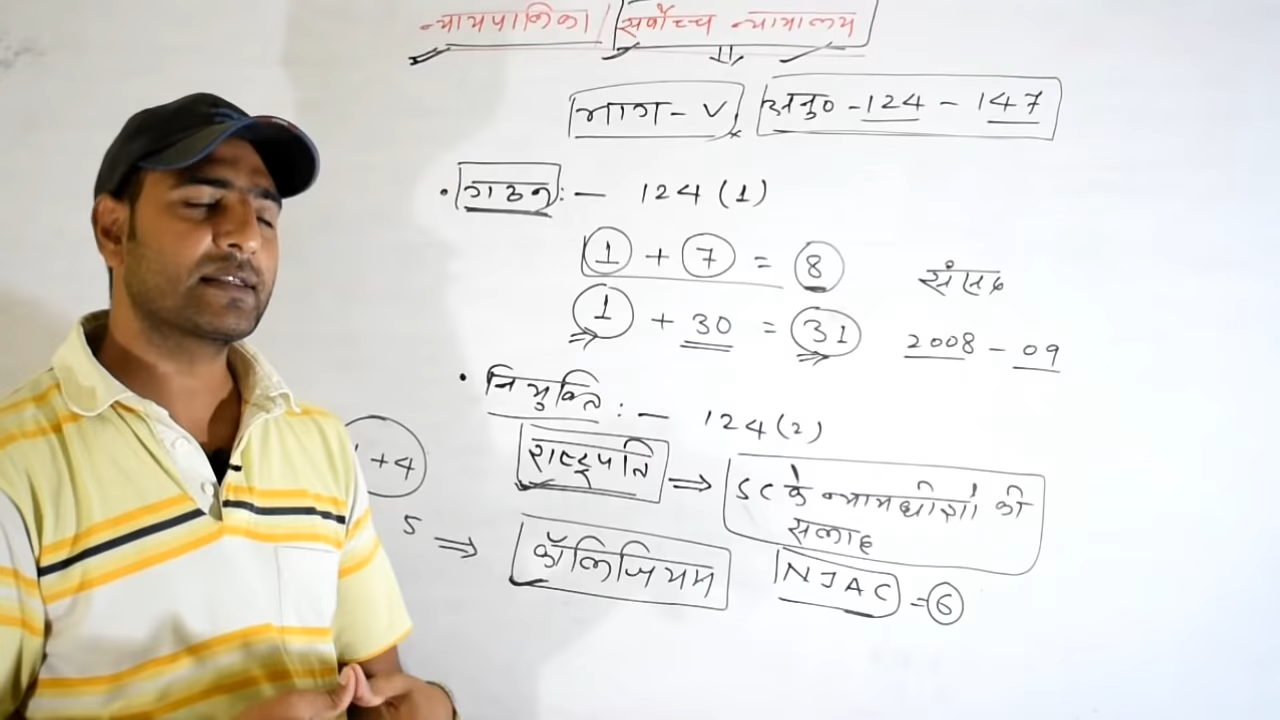 न्यायपालिका / सर्वोच्च न्यायालय
भाग - V, अनु० - 124 - 147
• गठन : — 124 (1)
1 + 7 = 8
संसद
1 + 30 = 31
2008 - 09
• नियुक्ति : — 124 (2)
राष्ट्रपति ⇒ SC के न्यायधीशों की सलाह
+4
5 ⇒ कॉलिजियम
NJAC = 6